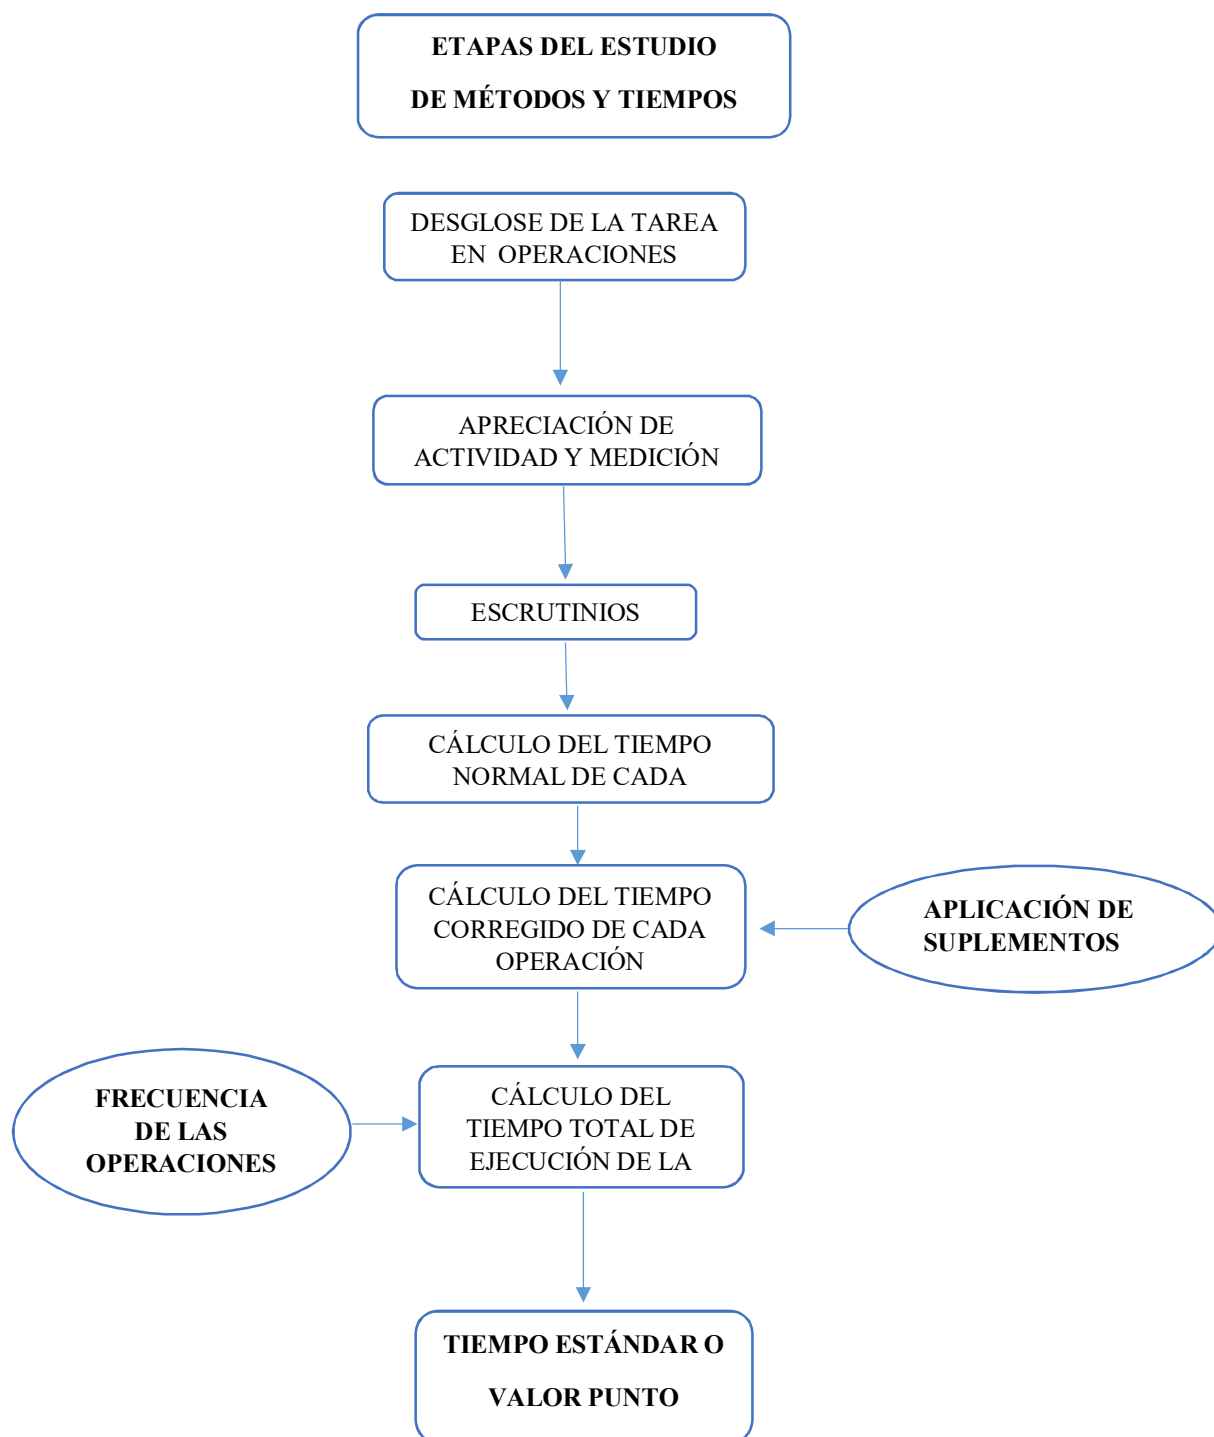 ETAPAS DEL ESTUDIO
DE MÉTODOS Y TIEMPOS
DESGLOSE DE LA TAREA
EN OPERACIONES
APRECIACIÓN DE
ACTIVIDAD Y MEDICIÓN
ESCRUTINIOS
CÁLCULO DEL TIEMPO
NORMAL DE CADA
CÁLCULO DEL TIEMPO
CORREGIDO DE CADA
OPERACIÓN
APLICACIÓN DE
SUPLEMENTOS
FRECUENCIA
DE LAS
OPERACIONES
CÁLCULO DEL
TIEMPO TOTAL DE
EJECUCIÓN DE LA
TIEMPO ESTÁNDAR O
VALOR PUNTO